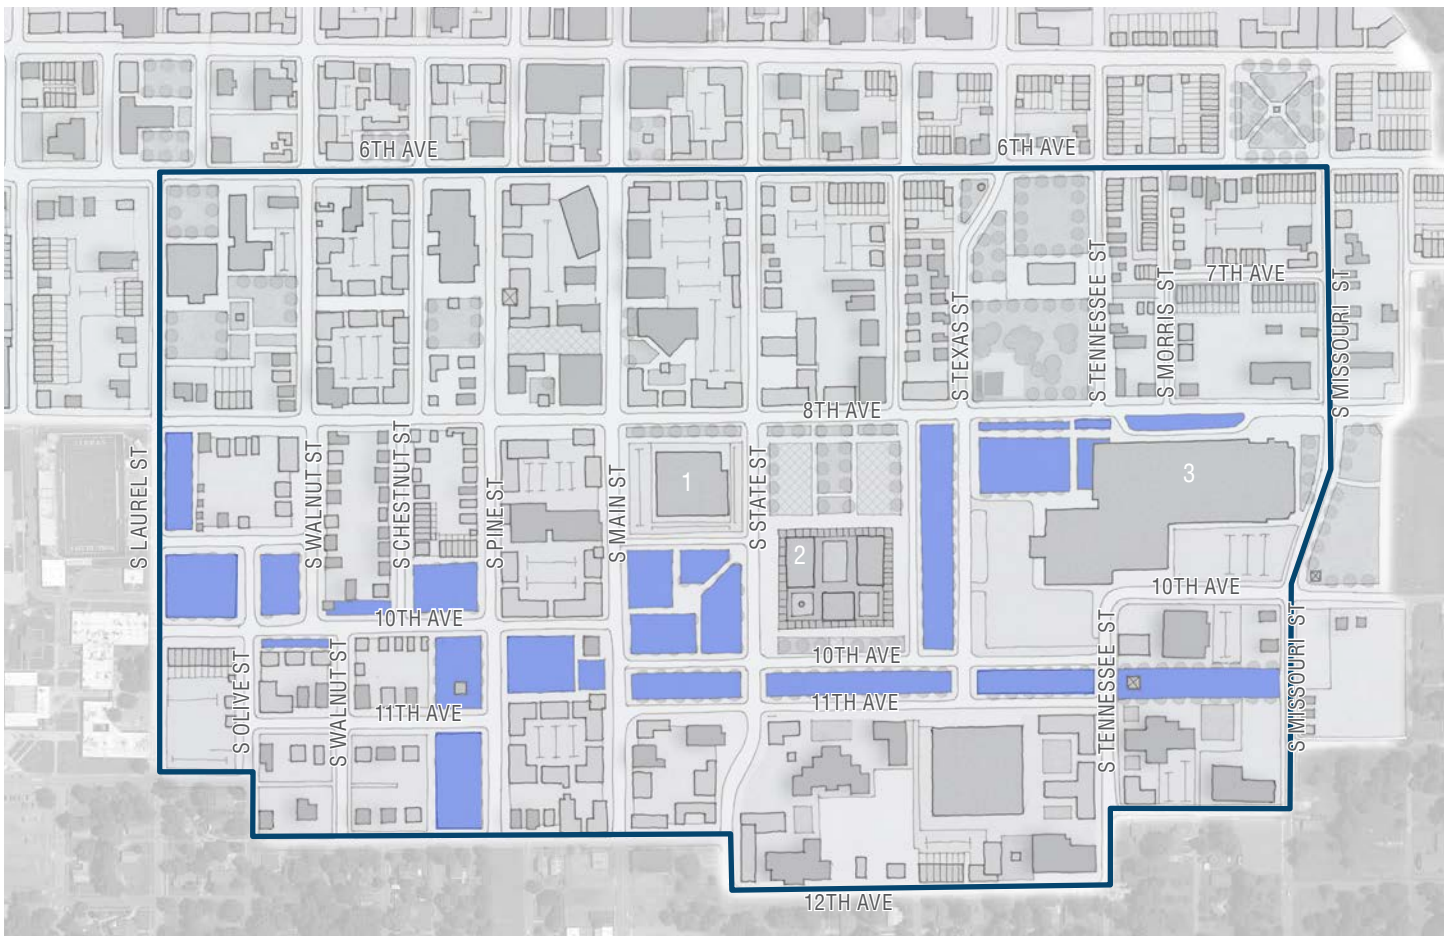 6TH AVE
6TH AVE
7TH AVE
S TEXAS ST
S TENNESSEE ST
S MORRIS ST
S MISSOURI ST
8TH AVE
S LAUREL ST
S WALNUT ST
S CHESTNUT ST
S PINE ST
S MAIN ST
S STATE ST
1
2
3
10TH AVE
10TH AVE
10TH AVE
S OLIVE ST
S WALNUT ST
11TH AVE
11TH AVE
S TENNESSEE ST
S MISSOURI ST
12TH AVE